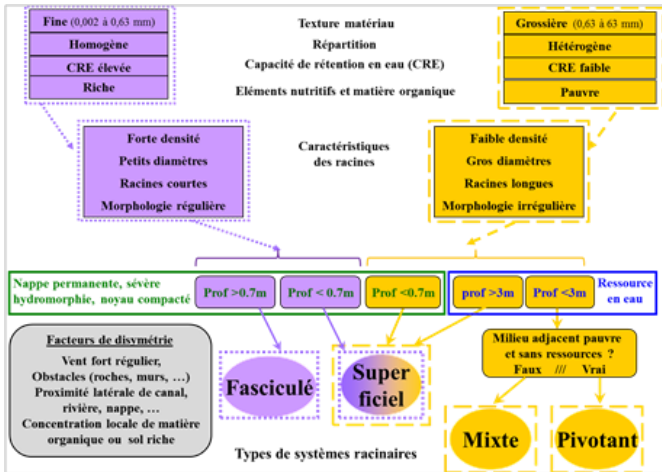 Fine (0,002 à 0,63 mm)
Texture matériau
Grossière (0,63 à 63 mm)
Homogène
Répartition
Hétérogène
CRE élevée
Capacité de rétention en eau (CRE)
CRE faible
Riche
Eléments nutritifs et matière organique
Pauvre
Forte densité
Petits diamètres
Racines courtes
Morphologie régulière
Caractéristiques
des racines
Faible densité
Gros diamètres
Racines longues
Morphologie irrégulière
Nappe permanente, sévère
hydromorphie, noyau compacté
Prof >0.7m
Prof < 0.7m
Prof <0.7m
prof >3m
Prof <3m
Ressource
en eau
Facteurs de disymétrie
Vent fort régulier,
Obstacles (roches, murs, …)
Proximité latérale de canal,
rivière, nappe, …
Concentration locale de matière
organique ou sol riche
Fasciculé
Super
ficiel
Milieu adjacent pauvre
et sans ressources ?
Faux /// Vrai
Mixte
Pivotant
Types de systèmes racinaires